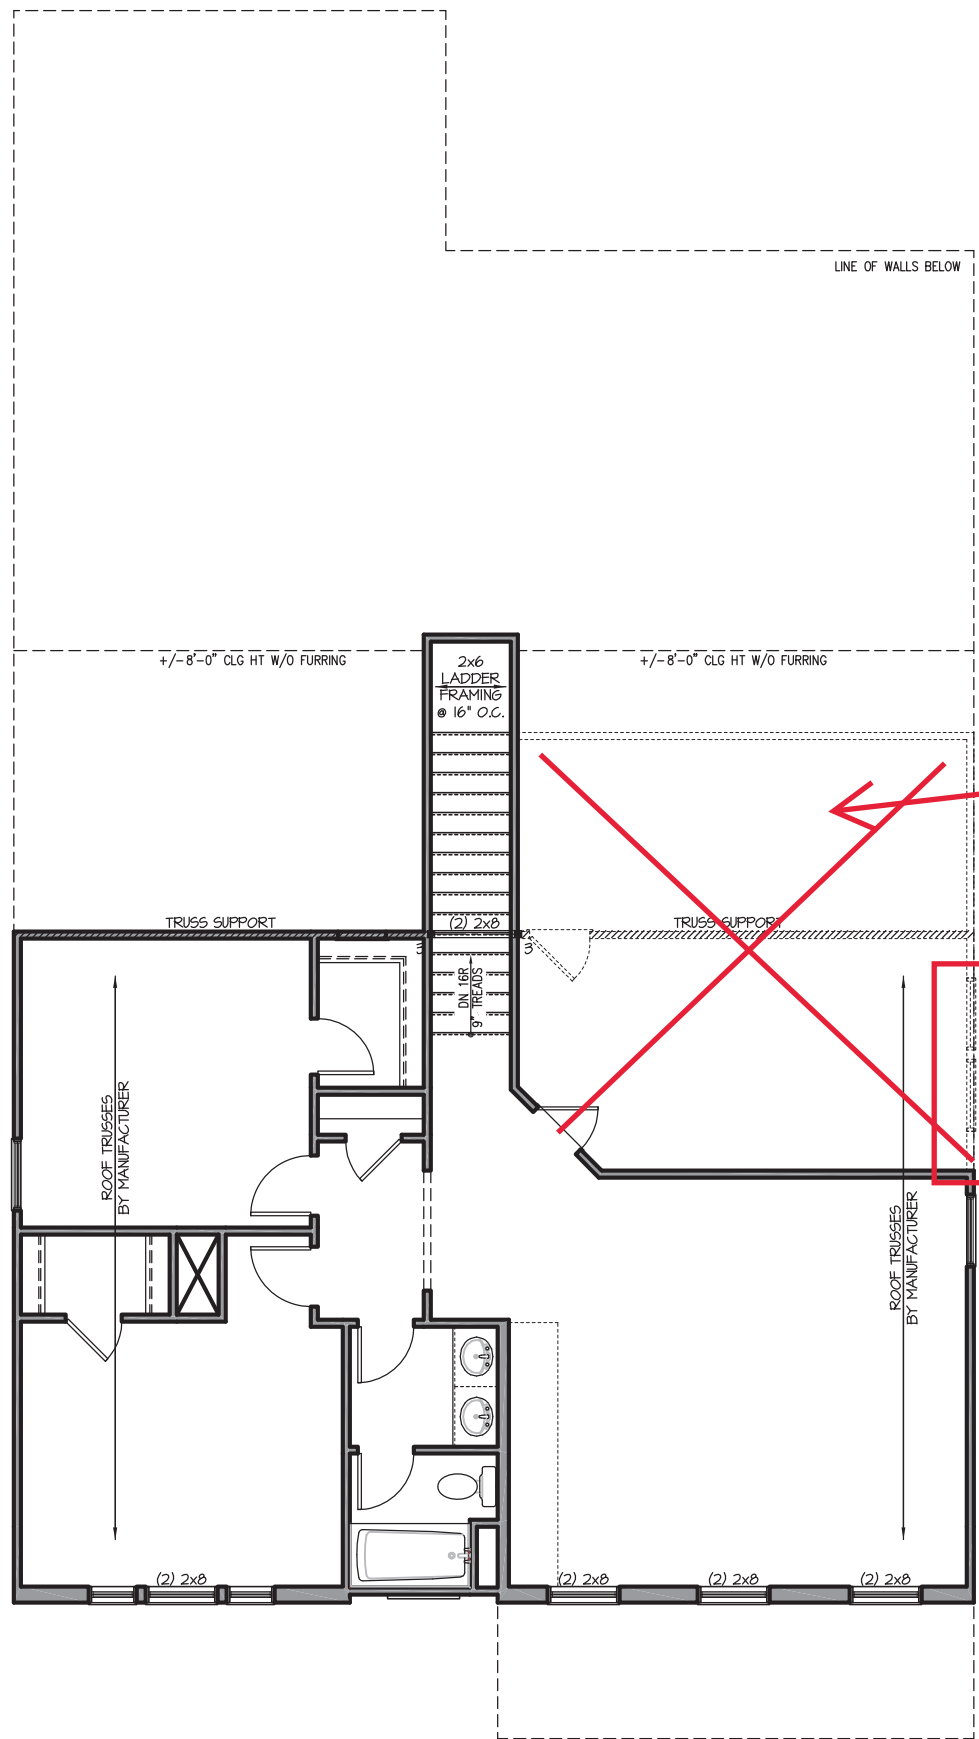 LINE OF WALLS BELOW
+/-8'-0" CLG HT W/O FURRING
+/-8'-0" CLG HT W/O FURRING
2x6
LADDER
FRAMING
@ 16" O.C.
TRUSS SUPPORT
(2) 2x8
TRUSS SUPPORT
3
3
DN 16R
9" TREADS
ROOF TRUSSES
BY MANUFACTURER
ROOF TRUSSES
BY MANUFACTURER
(2) 2x8
(2) 2x8
(2) 2x8
(2) 2x8